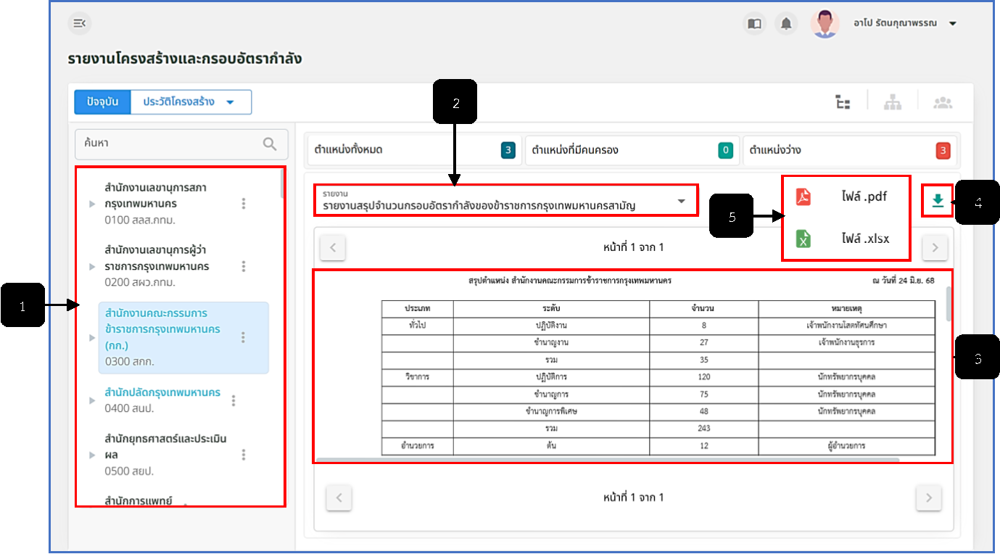 อาโป รัตนกุณาพรรณ
รายงานโครงสร้างและกรอบอัตรากำลัง
ปัจจุบัน ประวัติโครงสร้าง
2
ค้นหา
ตำแหน่งทั้งหมด 3 ตำแหน่งที่มีคนครอง 0 ตำแหน่งว่าง 3
สำนักงานเลขานุการสภา
กรุงเทพมหานคร
0100 สลส.กทม.
สำนักงานเลขานุการผู้ว่า
ราชการกรุงเทพมหานคร
0200 สผว.กทม.
1
สำนักงานคณะกรรมการ
ข้าราชการกรุงเทพมหานคร
(กก.)
0300 สกก.
สำนักปลัดกรุงเทพมหานคร
0400 สนป.
สำนักยุทธศาสตร์และประเมิน
ผล
0500 สยป.
สำนักการแพทย์
รายงาน
รายงานสรุปจำนวนกรอบอัตรากำลังของข้าราชการกรุงเทพมหานครสามัญ
5
ไฟล์ .pdf
ไฟล์ .xlsx
4
หน้าที่ 1 จาก 1
สรุปตำแหน่ง สำนักงานคณะกรรมการข้าราชการกรุงเทพมหานคร ณ วันที่ 24 มิ.ย. 68
ประเภท ระดับ จำนวน หมายเหตุ
ทั่วไป ปฏิบัติงาน 8 เจ้าพนักงานโสตทัศนศึกษา
ชำนาญงาน 27 เจ้าพนักงานธุรการ
รวม 35
วิชาการ ปฏิบัติการ 120 นักทรัพยากรบุคคล
ชำนาญการ 75 นักทรัพยากรบุคคล
ชำนาญการพิเศษ 48 นักทรัพยากรบุคคล
รวม 243
อำนวยการ ต้น 12 ผู้อำนวยการ
6
หน้าที่ 1 จาก 1